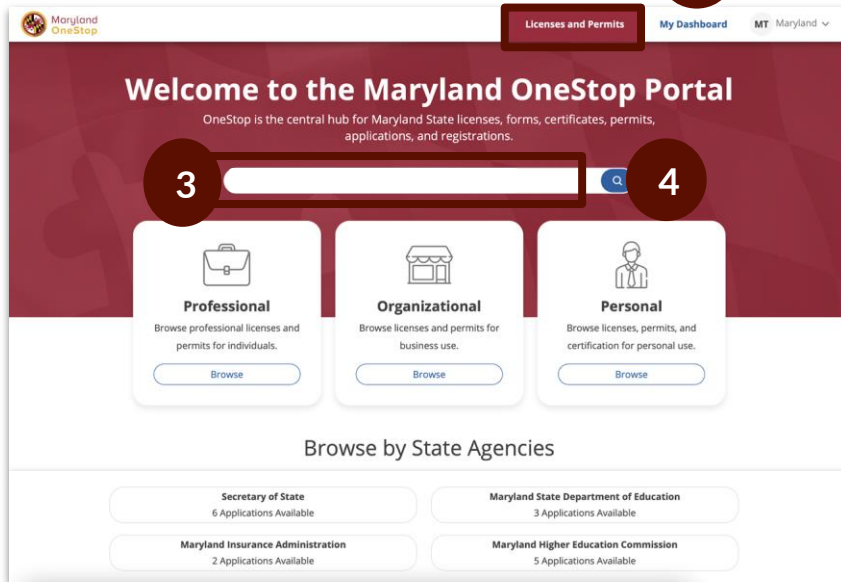 Maryland
OneStop
Licenses and Permits
My Dashboard
MT Maryland
Welcome to the Maryland OneStop Portal
OneStop is the central hub for Maryland State licenses, forms, certificates, permits,
applications, and registrations.
3
4
Professional
Browse professional licenses and
permits for individuals.
Browse
Organizational
Browse licenses and permits for
business use.
Browse
Personal
Browse licenses, permits, and
certification for personal use.
Browse
Browse by State Agencies
Secretary of State
6 Applications Available
Maryland State Department of Education
3 Applications Available
Maryland Insurance Administration
2 Applications Available
Maryland Higher Education Commission
5 Applications Available